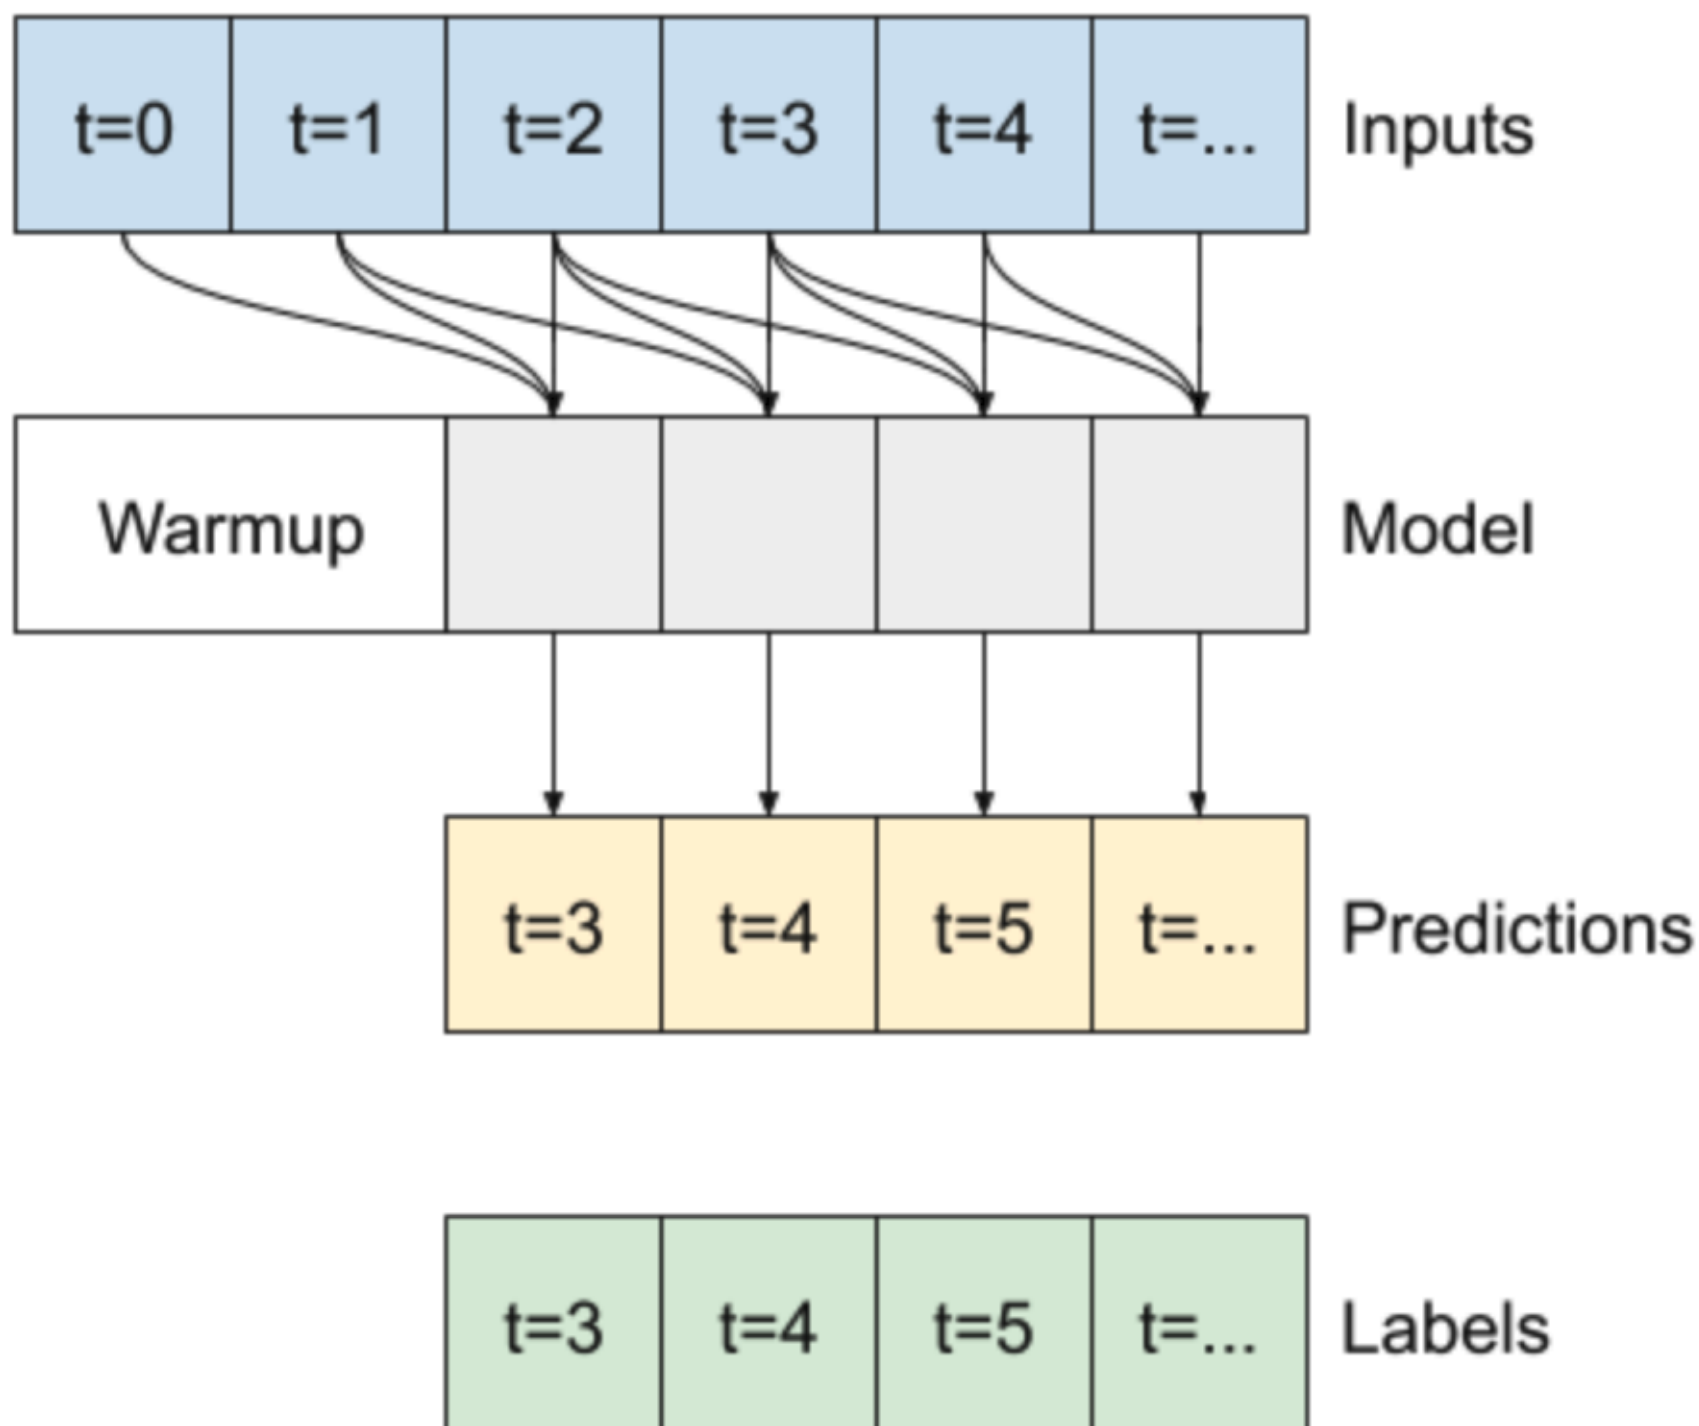 t=0 t=1 t=2 t=3 t=4 t=... Inputs
Warmup Model
t=3 t=4 t=5 t=... Predictions
t=3 t=4 t=5 t=... Labels